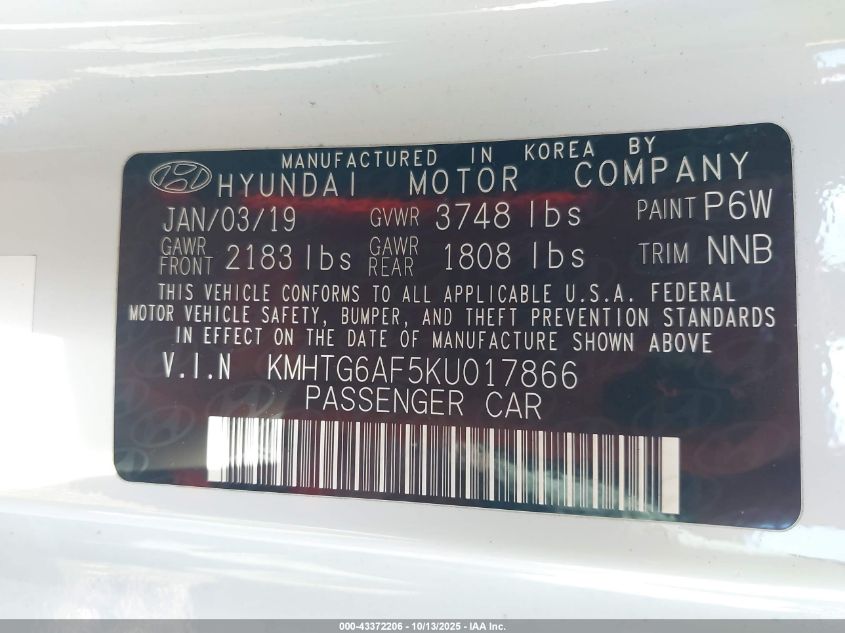 MANUFACTURED IN KOREA BY
HYUNDAI MOTOR COMPANY
JAN/03/19 GVWR 3748 lbs PAINT P6W
GAWR FRONT 2183 lbs GAWR REAR 1808 lbs TRIM NNB
THIS VEHICLE CONFORMS TO ALL APPLICABLE U.S.A. FEDERAL
MOTOR VEHICLE SAFETY, BUMPER, AND THEFT PREVENTION STANDARDS
IN EFFECT ON THE DATE OF MANUFACTURE SHOWN ABOVE
V.I.N KMHTG6AF5KU017866
PASSENGER CAR
000-43372206 - 10/13/2025 - IAA Inc.